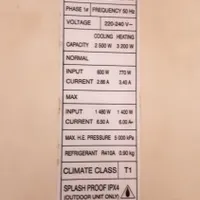 PHASE 1# FREQUENCY 50 Hz
VOLTAGE 220-240 V~
COOLING HEATING
CAPACITY 2 500 W 3 200 W
NORMAL
INPUT 600 W 770 W
CURRENT 2.66 A 3.40 A
MAX
INPUT 1 480 W 1 400 W
CURRENT 6.50 A 6.00 A
MAX. H.E. PRESSURE 5 000 kPa
REFRIGERANT R410A 0.90 kg
CLIMATE CLASS T1
SPLASH PROOF IPX4
(OUTDOOR UNIT ONLY)